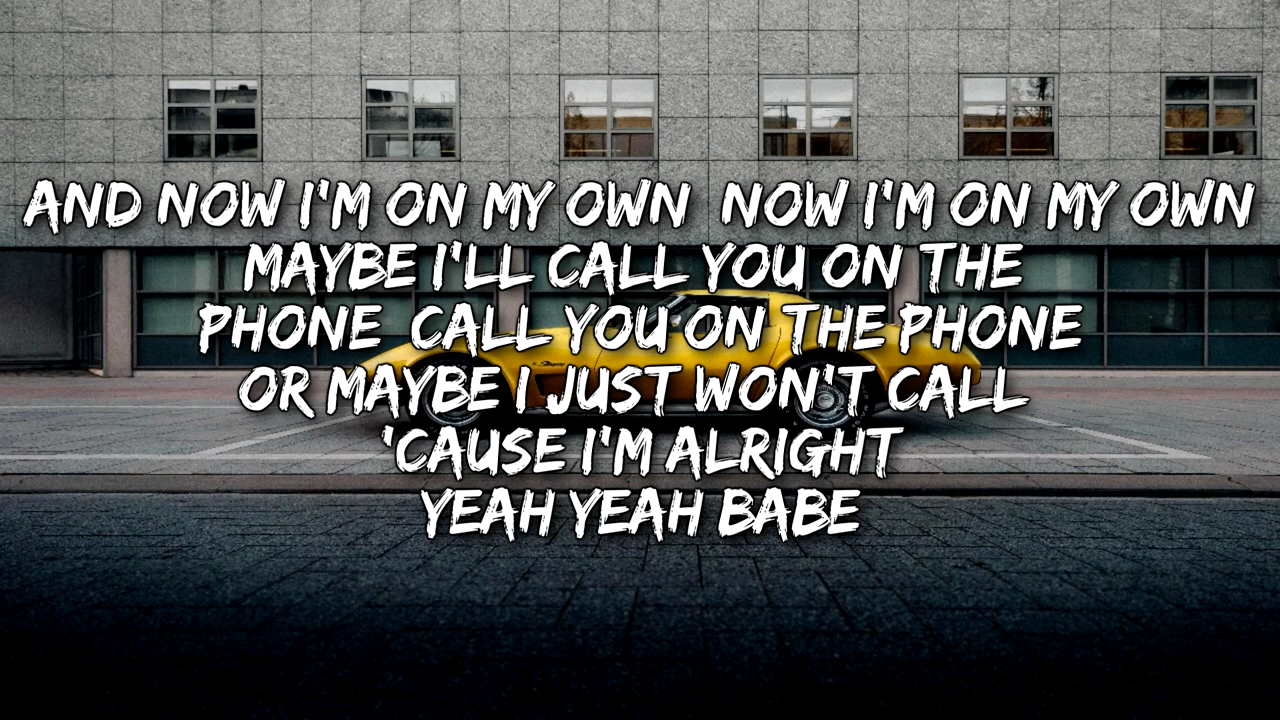 AND NOW I'M ON MY OWN  NOW I'M ON MY OWN
MAYBE I'LL CALL YOU ON THE
PHONE  CALL YOU ON THE PHONE
OR MAYBE I JUST WON'T CALL
'CAUSE I'M ALRIGHT
YEAH YEAH BABE